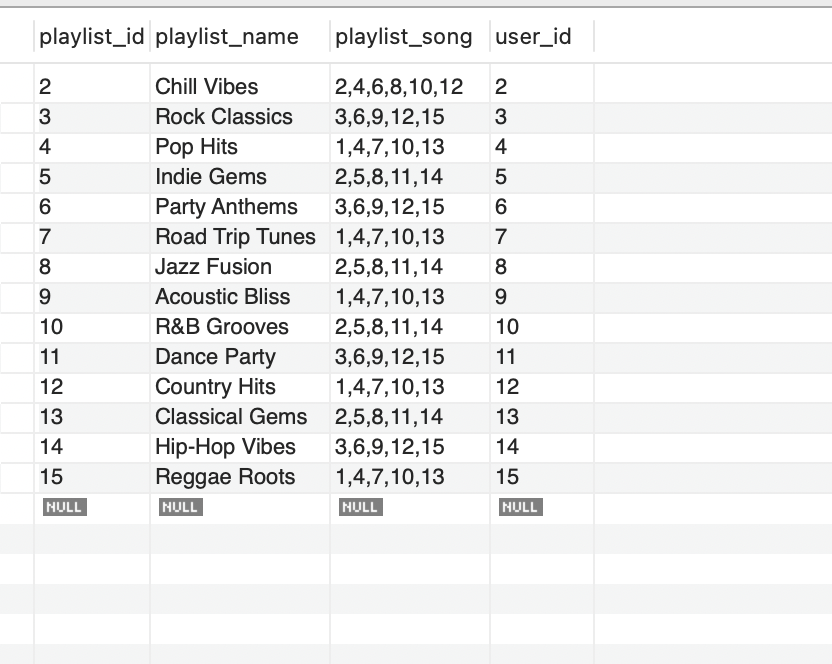 playlist_id playlist_name playlist_song user_id
2 Chill Vibes 2,4,6,8,10,12 2
3 Rock Classics 3,6,9,12,15 3
4 Pop Hits 1,4,7,10,13 4
5 Indie Gems 2,5,8,11,14 5
6 Party Anthems 3,6,9,12,15 6
7 Road Trip Tunes 1,4,7,10,13 7
8 Jazz Fusion 2,5,8,11,14 8
9 Acoustic Bliss 1,4,7,10,13 9
10 R&B Grooves 2,5,8,11,14 10
11 Dance Party 3,6,9,12,15 11
12 Country Hits 1,4,7,10,13 12
13 Classical Gems 2,5,8,11,14 13
14 Hip-Hop Vibes 3,6,9,12,15 14
15 Reggae Roots 1,4,7,10,13 15
NULL NULL NULL NULL